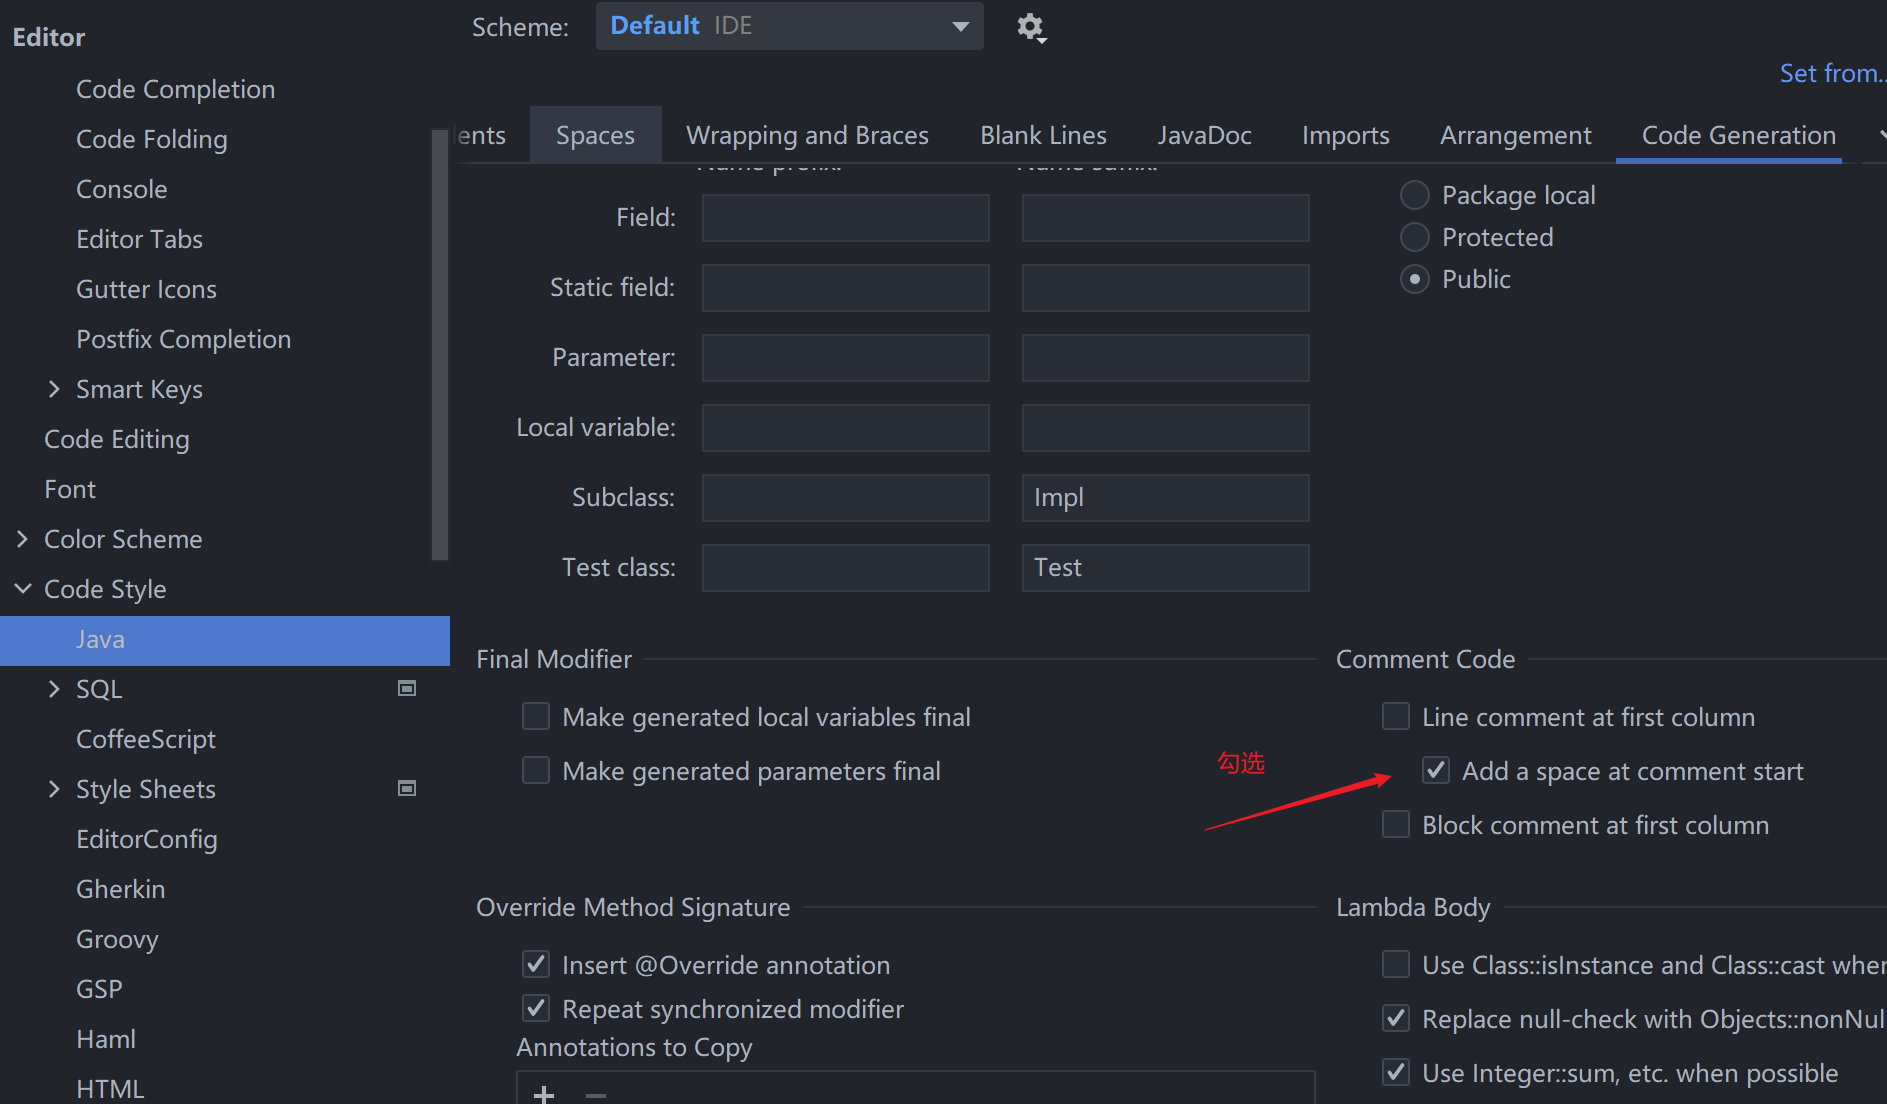 Editor
Code Completion
Code Folding
Console
Editor Tabs
Gutter Icons
Postfix Completion
Smart Keys
Code Editing
Font
Color Scheme
Code Style
Java
SQL
CoffeeScript
Style Sheets
EditorConfig
Gherkin
Groovy
GSP
Haml
HTML
Scheme: Default IDE
Set from...
ents Spaces Wrapping and Braces Blank Lines JavaDoc Imports Arrangement Code Generation
Name prefix: Name suffix:
Field:
Static field:
Parameter:
Local variable:
Subclass: Impl
Test class: Test
Package local
Protected
Public
Final Modifier
Make generated local variables final
Make generated parameters final
勾选
Comment Code
Line comment at first column
Add a space at comment start
Block comment at first column
Override Method Signature
Insert @Override annotation
Repeat synchronized modifier
Annotations to Copy
Lambda Body
Use Class::isInstance and Class::cast when
Replace null-check with Objects::nonNul
Use Integer::sum, etc. when possible